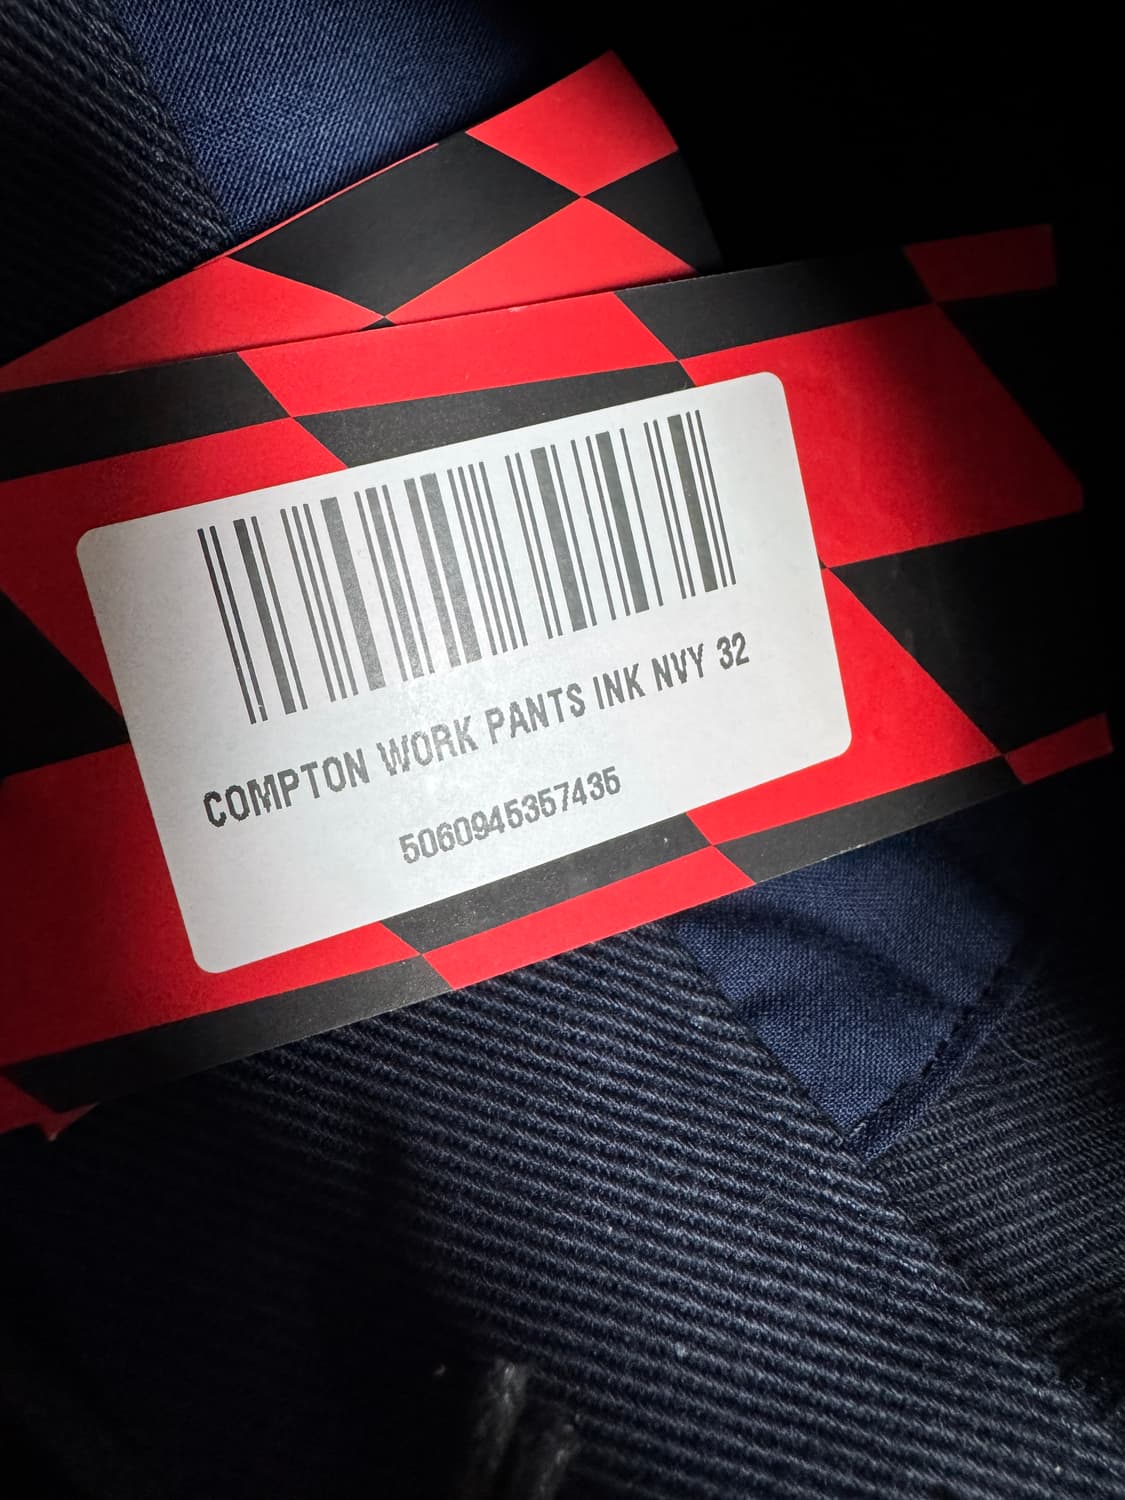 COMPTON WORK PANTS INK NVY 32
5060945357435